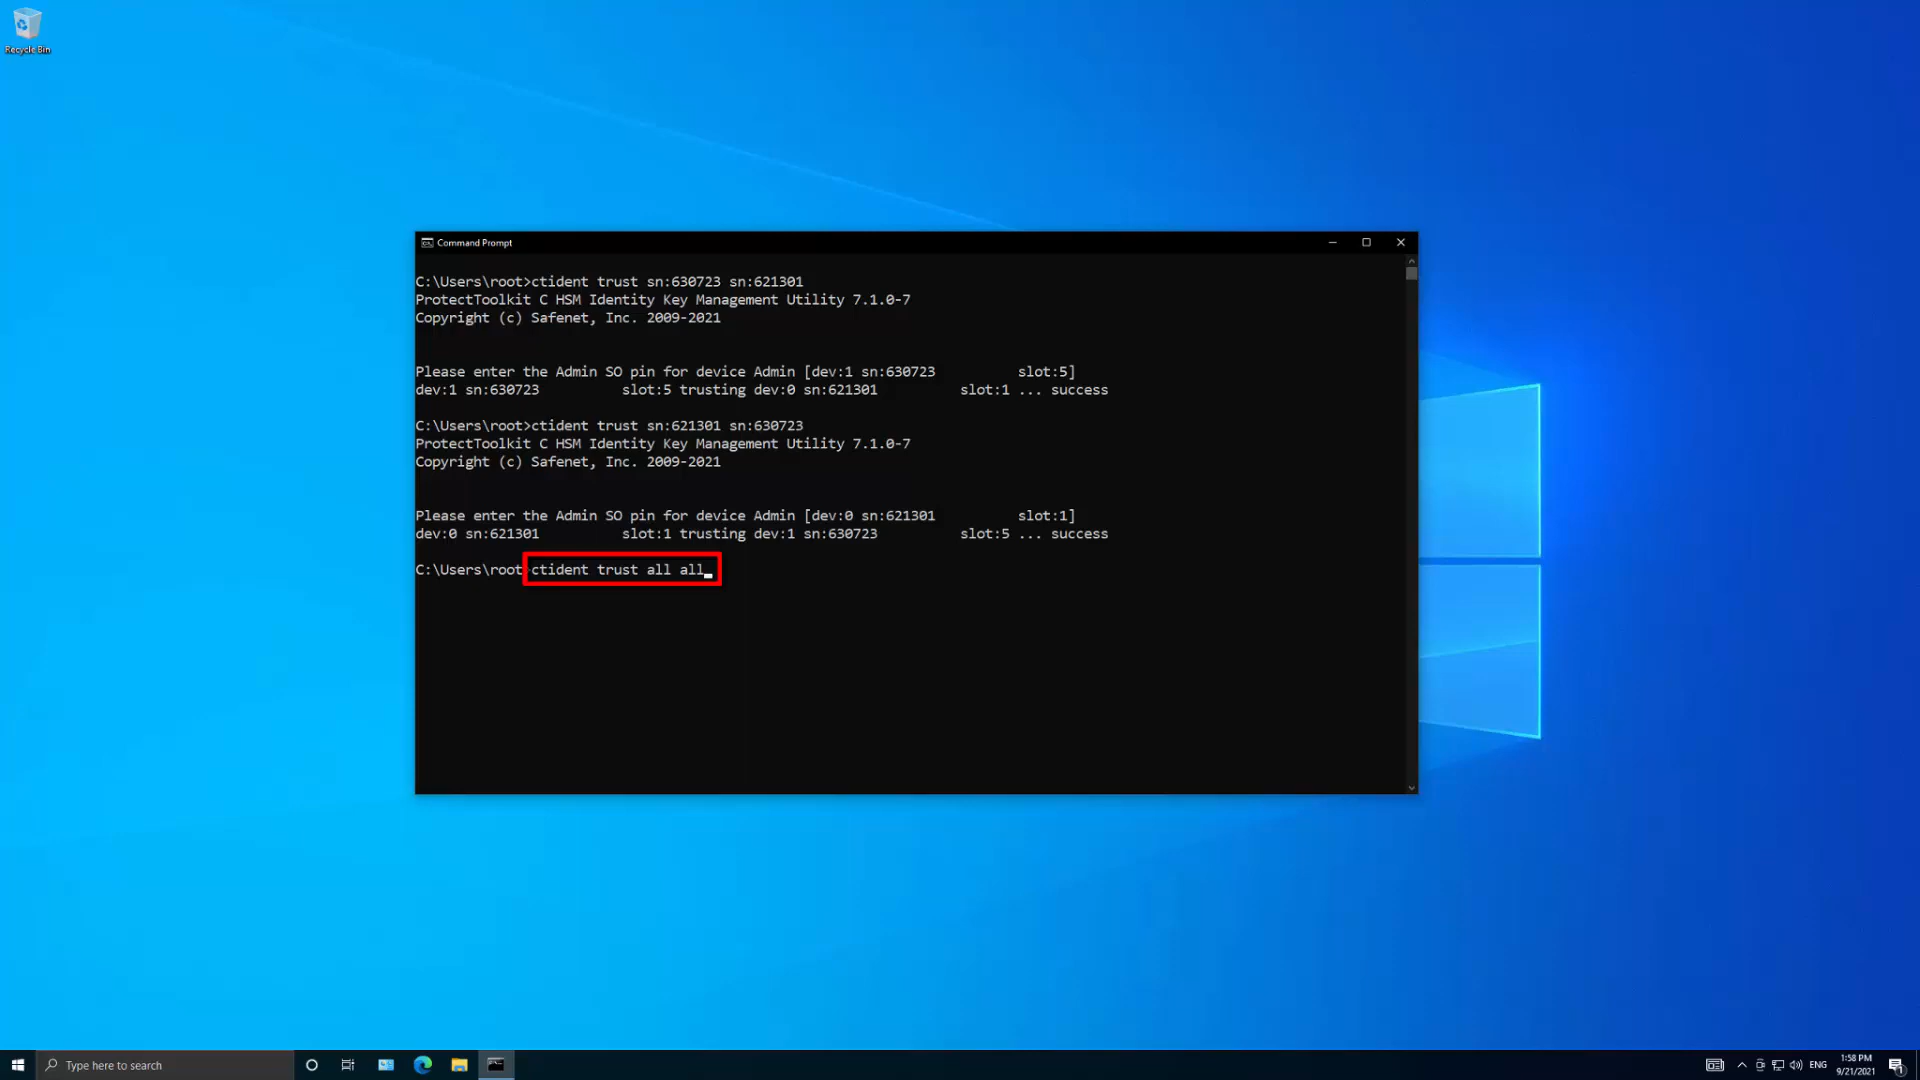 Recycle Bin
Command Prompt
C:\Users\root>ctident trust sn:630723 sn:621301
ProtectToolkit C HSM Identity Key Management Utility 7.1.0-7
Copyright (c) Safenet, Inc. 2009-2021
Please enter the Admin SO pin for device Admin [dev:1 sn:630723          slot:5]
dev:1 sn:630723          slot:5 trusting dev:0 sn:621301          slot:1 ... success
C:\Users\root>ctident trust sn:621301 sn:630723
ProtectToolkit C HSM Identity Key Management Utility 7.1.0-7
Copyright (c) Safenet, Inc. 2009-2021
Please enter the Admin SO pin for device Admin [dev:0 sn:621301          slot:1]
dev:0 sn:621301          slot:1 trusting dev:1 sn:630723          slot:5 ... success
C:\Users\root>ctident trust all all
Type here to search
ENG
1:58 PM
9/21/2021